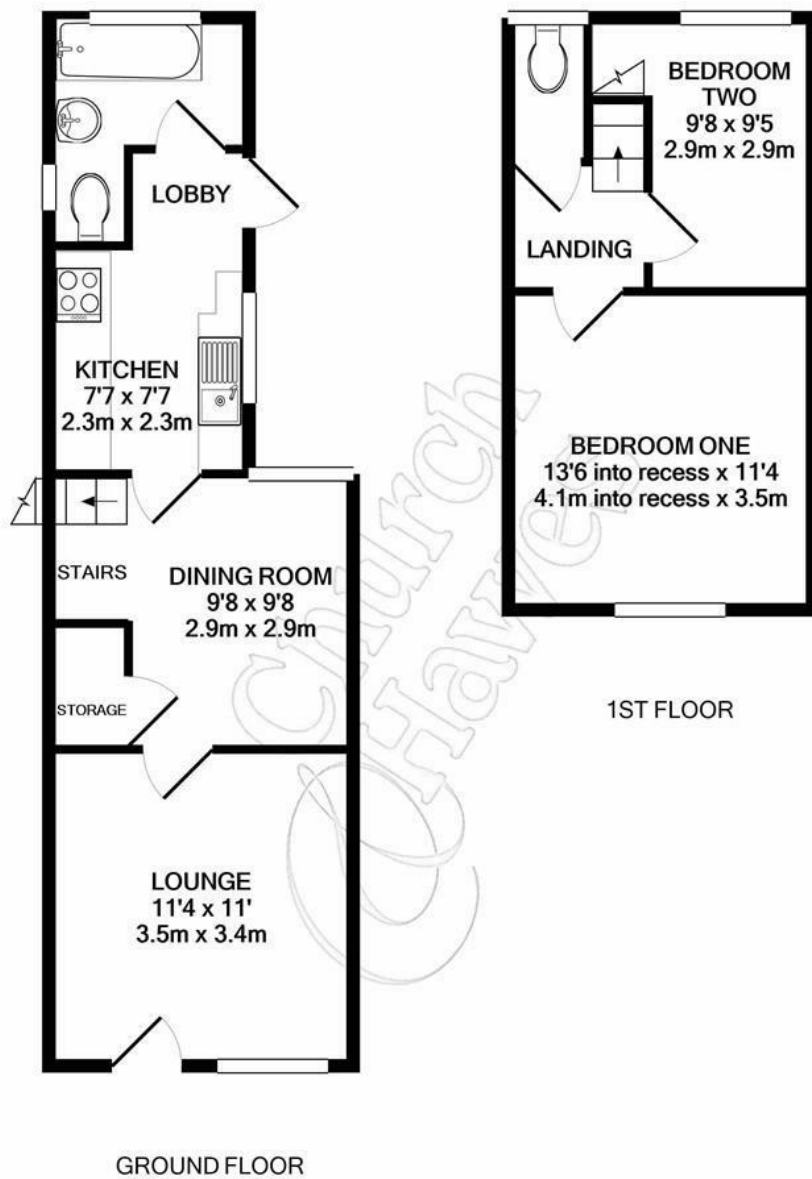 LOBBY
KITCHEN
7'7 x 7'7
2.3m x 2.3m
STAIRS
DINING ROOM
9'8 x 9'8
2.9m x 2.9m
STORAGE
LOUNGE
11'4 x 11'
3.5m x 3.4m
GROUND FLOOR
BEDROOM
TWO
9'8 x 9'5
2.9m x 2.9m
LANDING
BEDROOM ONE
13'6 into recess x 11'4
4.1m into recess x 3.5m
1ST FLOOR
Church
& Hawes